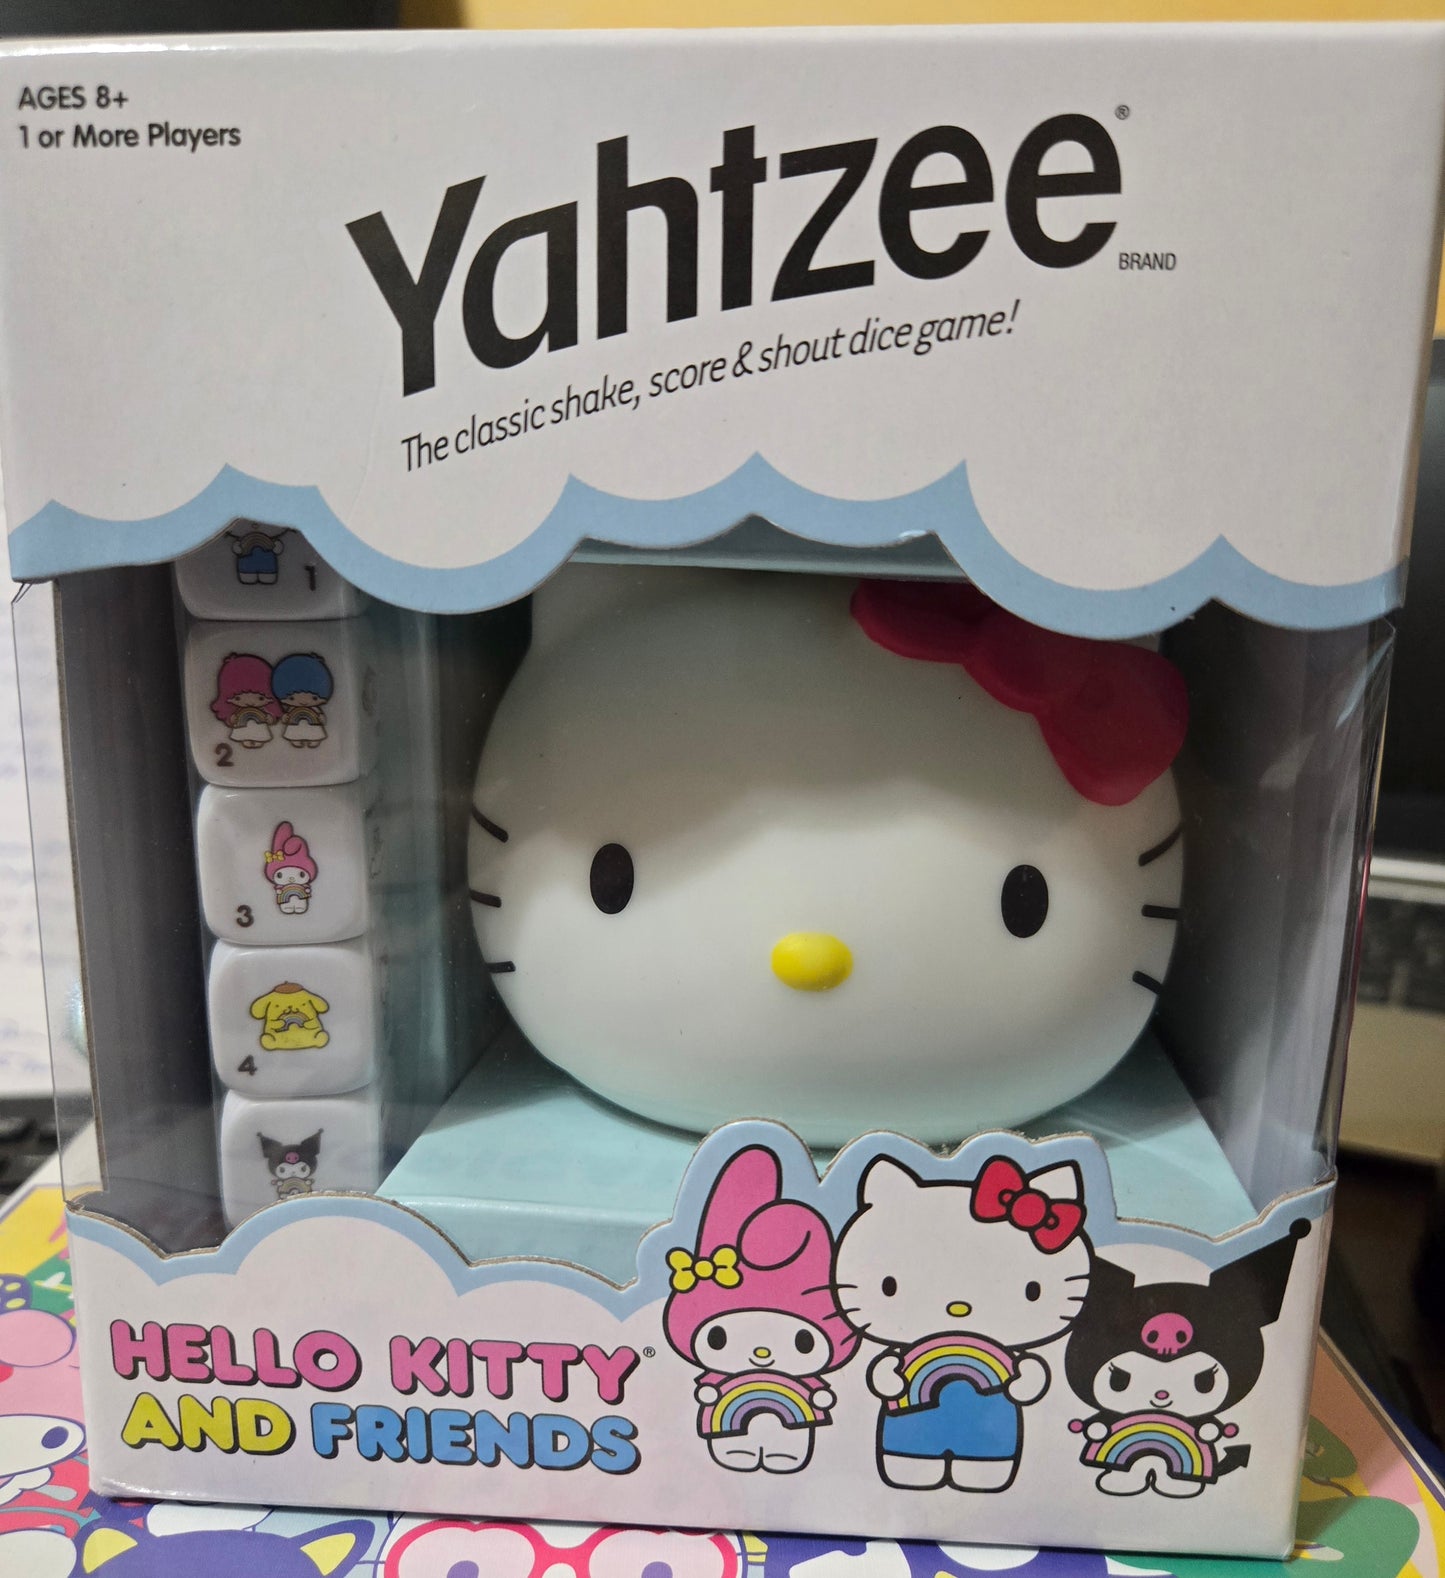 AGES 8+
1 or More Players
Yahtzee®
BRAND
The classic shake, score & shout dice game!
1
2
3
4
HELLO KITTY®
AND FRIENDS